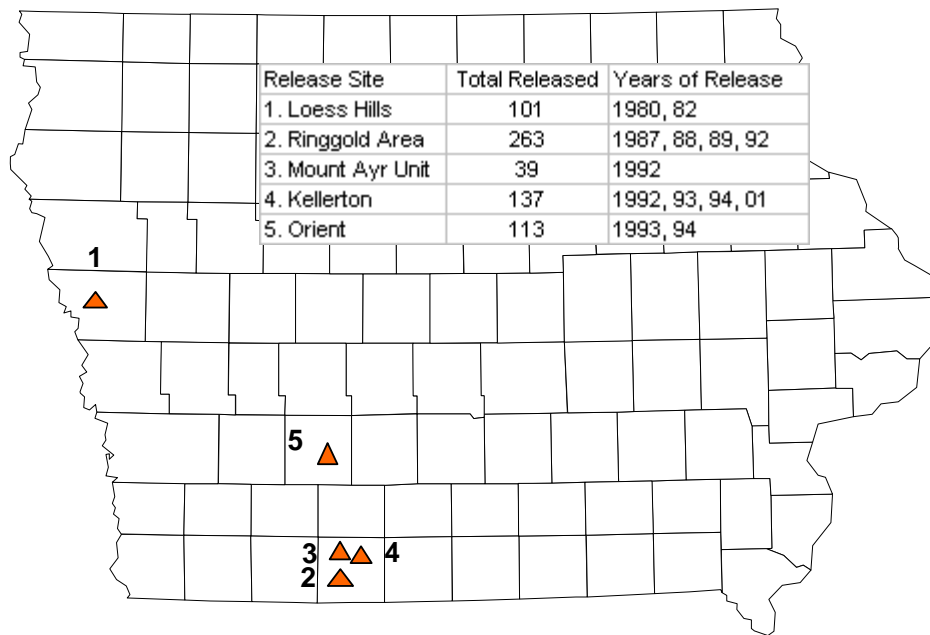 Release Site Total Released Years of Release
1. Loess Hills 101 1980, 82
2. Ringgold Area 263 1987, 88, 89, 92
3. Mount Ayr Unit 39 1992
4. Kellerton 137 1992, 93, 94, 01
5. Orient 113 1993, 94
1
5
3 4
2